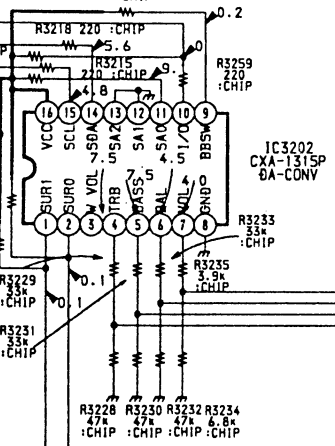 0.2
R3218 220 :CHIP
5.6
0
P
R3215
220 :CHIP
9.
R3259
220
:CHIP
4.8
16 15 14 13 12 11 10 9
VCC SCL SDA SA2 SA1 SA0 I/O BBSW
IC3202
CXA-1315P
DA-CONV
7.5 7.5 4.5 4.0
SUR1 SUR0 W VOL TRB BASS BAL VOL GND
1 2 3 4 5 6 7 8
R3233
33k
:CHIP
R3235
3.9k
:CHIP
R3229
33k
:CHIP
0.1
0.1
R3231
33k
:CHIP
R3228 R3230 R3232 R3234
47k 47k 47k 6.8k
:CHIP :CHIP :CHIP :CHIP